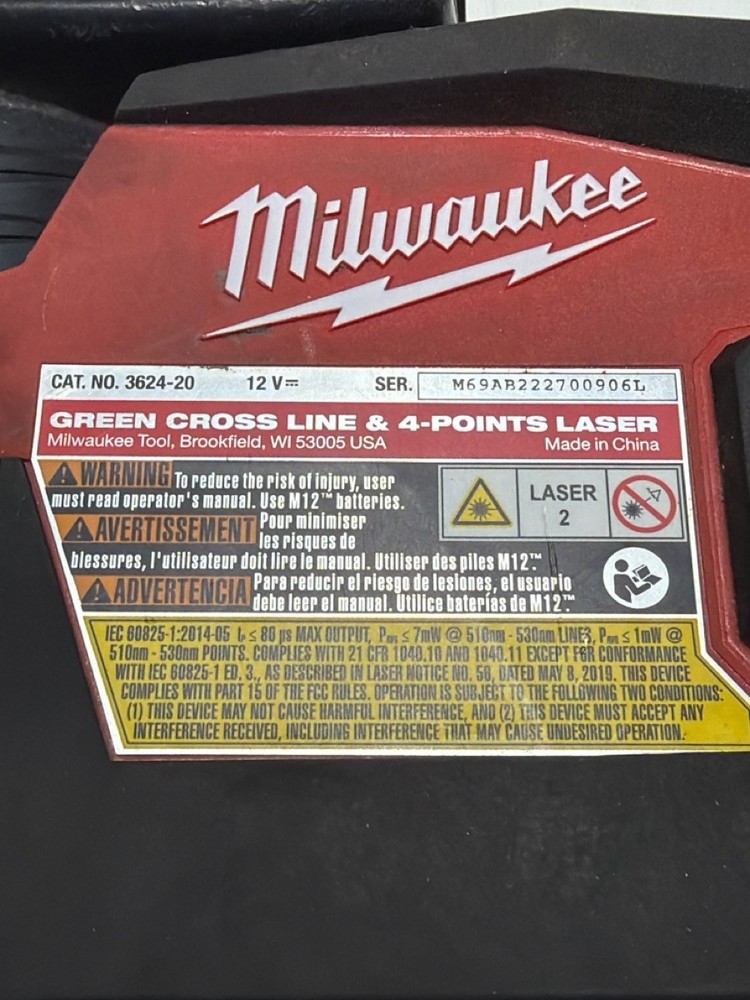 Milwaukee
CAT. NO. 3624-20 12 V⎓ SER. M69AB222700906L
GREEN CROSS LINE & 4-POINTS LASER
Milwaukee Tool, Brookfield, WI 53005 USA Made in China
WARNING To reduce the risk of injury, user
must read operator's manual. Use M12™ batteries.
AVERTISSEMENT Pour minimiser
les risques de
blessures, l'utilisateur doit lire le manual. Utiliser des piles M12™.
ADVERTENCIA Para reducir el riesgo de lesiones, el usuario
debe leer el manual. Utilice baterías de M12™.
LASER
2
IEC 60825-1:2014-05 tₚ ≤ 80 µs MAX OUTPUT, Pₐᵥₑ ≤ 7mW @ 510nm - 530nm LINES, Pₐᵥₑ ≤ 1mW @
510nm - 530nm POINTS. COMPLIES WITH 21 CFR 1040.10 AND 1040.11 EXCEPT FOR CONFORMANCE
WITH IEC 60825-1 ED. 3., AS DESCRIBED IN LASER NOTICE NO. 56, DATED MAY 8, 2019. THIS DEVICE
COMPLIES WITH PART 15 OF THE FCC RULES. OPERATION IS SUBJECT TO THE FOLLOWING TWO CONDITIONS:
(1) THIS DEVICE MAY NOT CAUSE HARMFUL INTERFERENCE, AND (2) THIS DEVICE MUST ACCEPT ANY
INTERFERENCE RECEIVED, INCLUDING INTERFERENCE THAT MAY CAUSE UNDESIRED OPERATION.